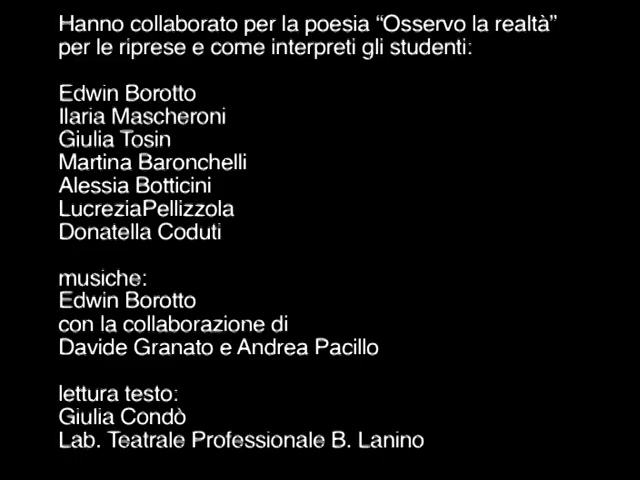 Hanno collaborato per la poesia “Osservo la realtà”
per le riprese e come interpreti gli studenti:
Edwin Borotto
Ilaria Mascheroni
Giulia Tosin
Martina Baronchelli
Alessia Botticini
LucreziaPellizzola
Donatella Coduti
musiche:
Edwin Borotto
con la collaborazione di
Davide Granato e Andrea Pacillo
lettura testo:
Giulia Condò
Lab. Teatrale Professionale B. Lanino